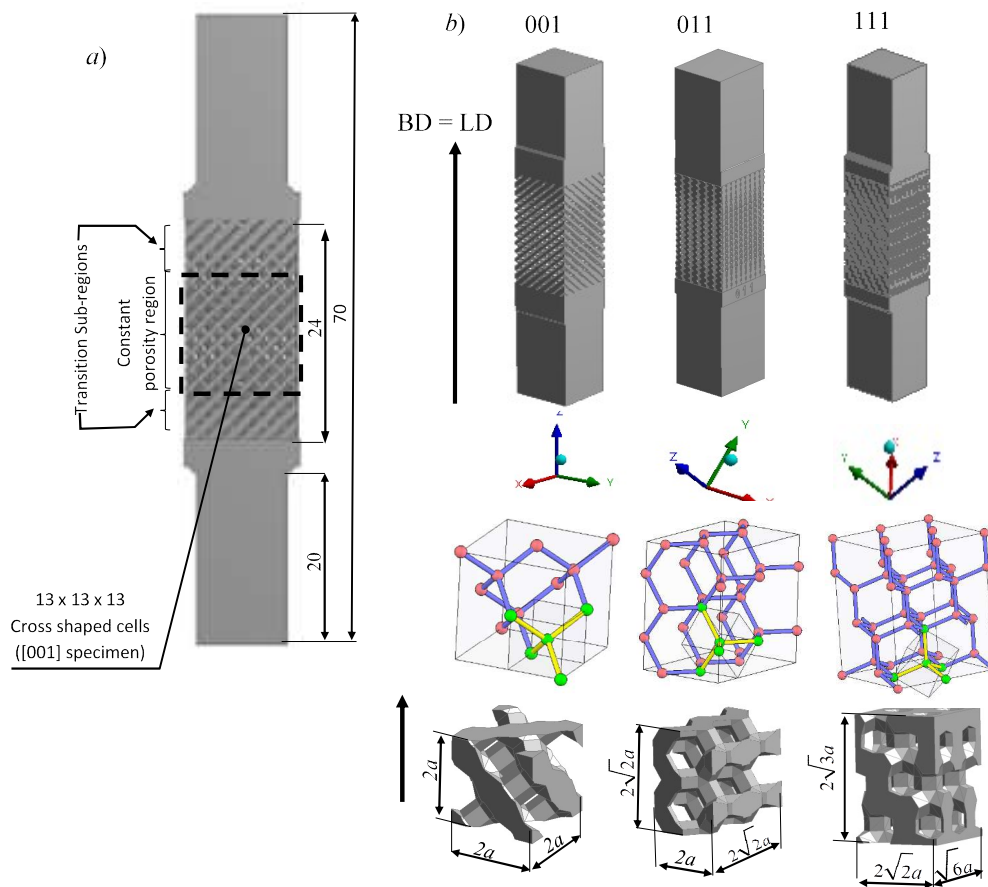 a)
Transition Sub-regions
Constant
porosity region
24
70
20
13 x 13 x 13
Cross shaped cells
([001] specimen)
b)
001
011
111
BD = LD
011
Z
X
Y
Z
Y
X
Y
X
Z
2a
2a
2a
2√2a
2a
2√2a
2√3a
2√2a
√6a